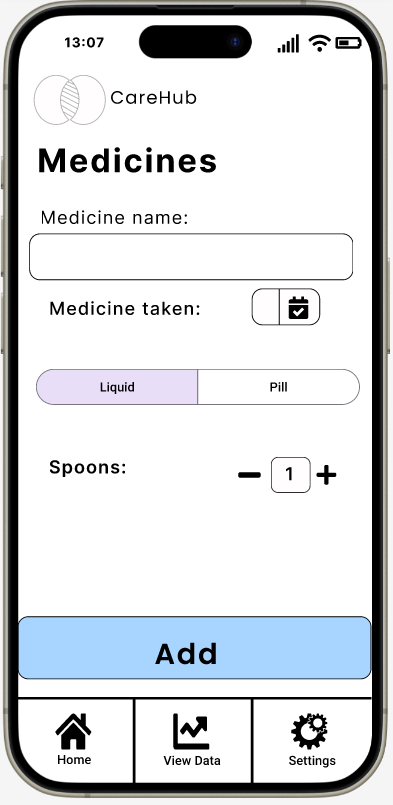 13:07
CareHub
Medicines
Medicine name:
Medicine taken:
Liquid Pill
Spoons: 1
Add
Home View Data Settings